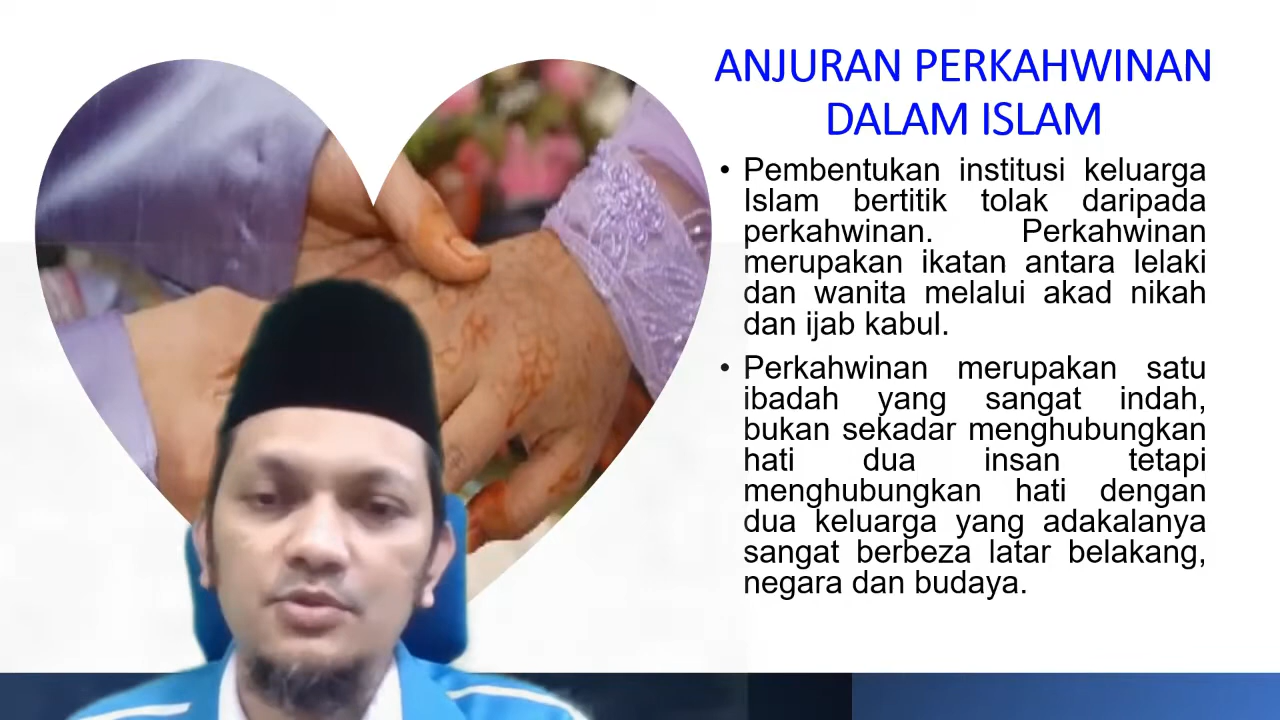 ANJURAN PERKAHWINAN
DALAM ISLAM
• Pembentukan institusi keluarga
Islam bertitik tolak daripada
perkahwinan. Perkahwinan
merupakan ikatan antara lelaki
dan wanita melalui akad nikah
dan ijab kabul.
• Perkahwinan merupakan satu
ibadah yang sangat indah,
bukan sekadar menghubungkan
hati dua insan tetapi
menghubungkan hati dengan
dua keluarga yang adakalanya
sangat berbeza latar belakang,
negara dan budaya.